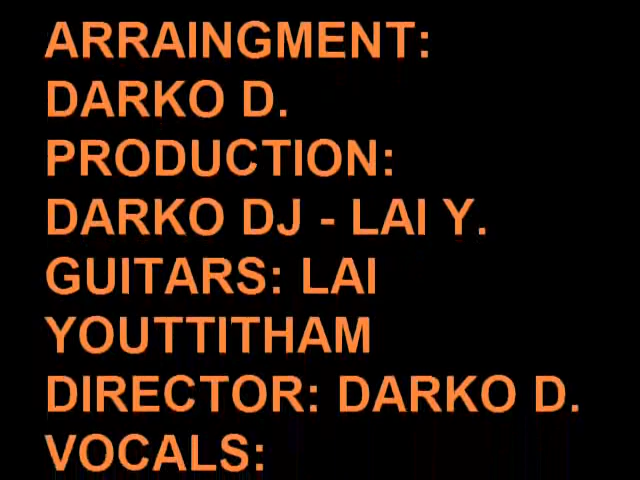 ARRAINGMENT:
DARKO D.
PRODUCTION:
DARKO DJ - LAI Y.
GUITARS: LAI
YOUTTITHAM
DIRECTOR: DARKO D.
VOCALS: